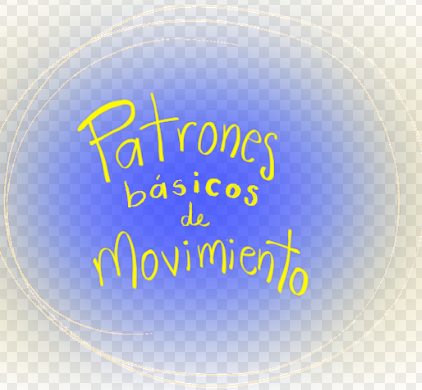 Patrones
básicos
de
Movimiento